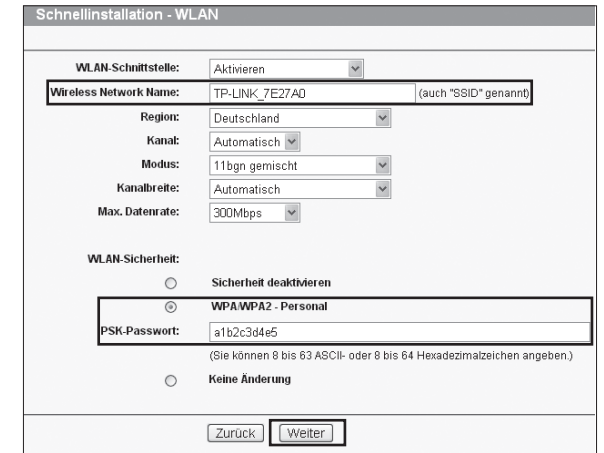 Schnellinstallation - WLAN
WLAN-Schnittstelle: Aktivieren
Wireless Network Name: TP-LINK_7E27A0 (auch "SSID" genannt)
Region: Deutschland
Kanal: Automatisch
Modus: 11bgn gemischt
Kanalbreite: Automatisch
Max. Datenrate: 300Mbps
WLAN-Sicherheit:
Sicherheit deaktivieren
WPA/WPA2 - Personal
PSK-Passwort: a1b2c3d4e5
(Sie können 8 bis 63 ASCII- oder 8 bis 64 Hexadezimalzeichen angeben.)
Keine Änderung
Zurück Weiter